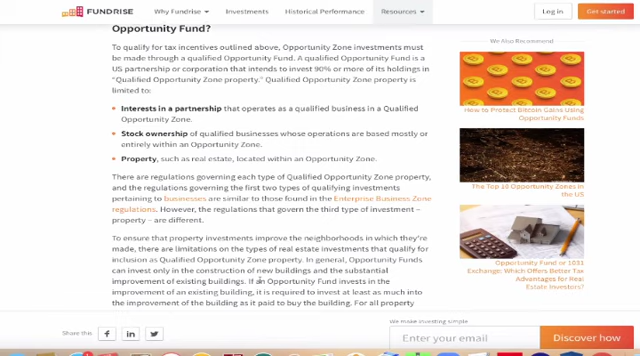 FUNDRISE
Why Fundrise
Investments
Historical Performance
Resources
Log in
Get started
Opportunity Fund?
To qualify for tax incentives outlined above, Opportunity Zone investments must
be made through a qualified Opportunity Fund. A qualified Opportunity Fund is a
US partnership or corporation that intends to invest 90% or more of its holdings in
“Qualified Opportunity Zone property.” Qualified Opportunity Zone property is
limited to:
Interests in a partnership that operates as a qualified business in a Qualified
Opportunity Zone.
Stock ownership of qualified businesses whose operations are based mostly or
entirely within an Opportunity Zone.
Property, such as real estate, located within an Opportunity Zone.
There are regulations governing each type of Qualified Opportunity Zone property,
and the regulations governing the first two types of qualifying investments
pertaining to businesses are similar to those found in the Enterprise Business Zone
regulations. However, the regulations that govern the third type of investment –
property – are different.
To ensure that property investments improve the neighborhoods in which they’re
made, there are limitations on the types of real estate investments that qualify for
inclusion as Qualified Opportunity Zone property. In general, Opportunity Funds
can invest only in the construction of new buildings and the substantial
improvement of existing buildings. If an Opportunity Fund invests in the
improvement of an existing building, it is required to invest at least as much into
the improvement of the building as it paid to buy the building. For all property
We Also Recommend
How to Protect Bitcoin Gains Using
Opportunity Funds
The Top 10 Opportunity Zones in
the US
Opportunity Fund or 1031
Exchange: Which Offers Better Tax
Advantages for Real
Estate Investors?
Share this
We make investing simple
Enter your email
Discover how